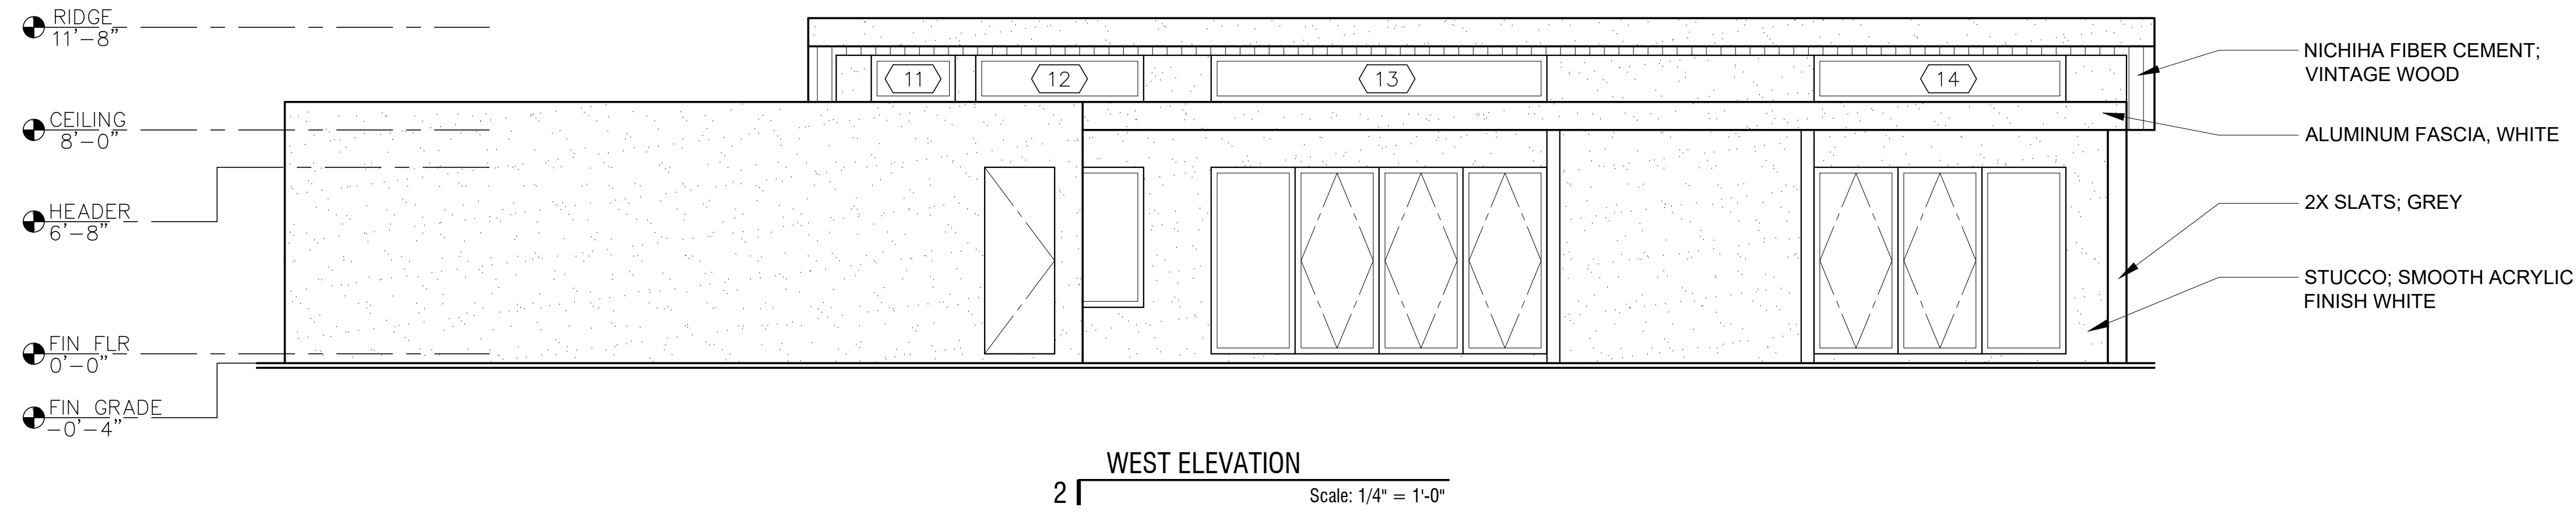 RIDGE
11'-8"
CEILING
8'-0"
HEADER
6'-8"
FIN FLR
0'-0"
FIN GRADE
-0'-4"
11
12
13
14
NICHIHA FIBER CEMENT;
VINTAGE WOOD
ALUMINUM FASCIA, WHITE
2X SLATS; GREY
STUCCO; SMOOTH ACRYLIC
FINISH WHITE
WEST ELEVATION
2
Scale: 1/4" = 1'-0"